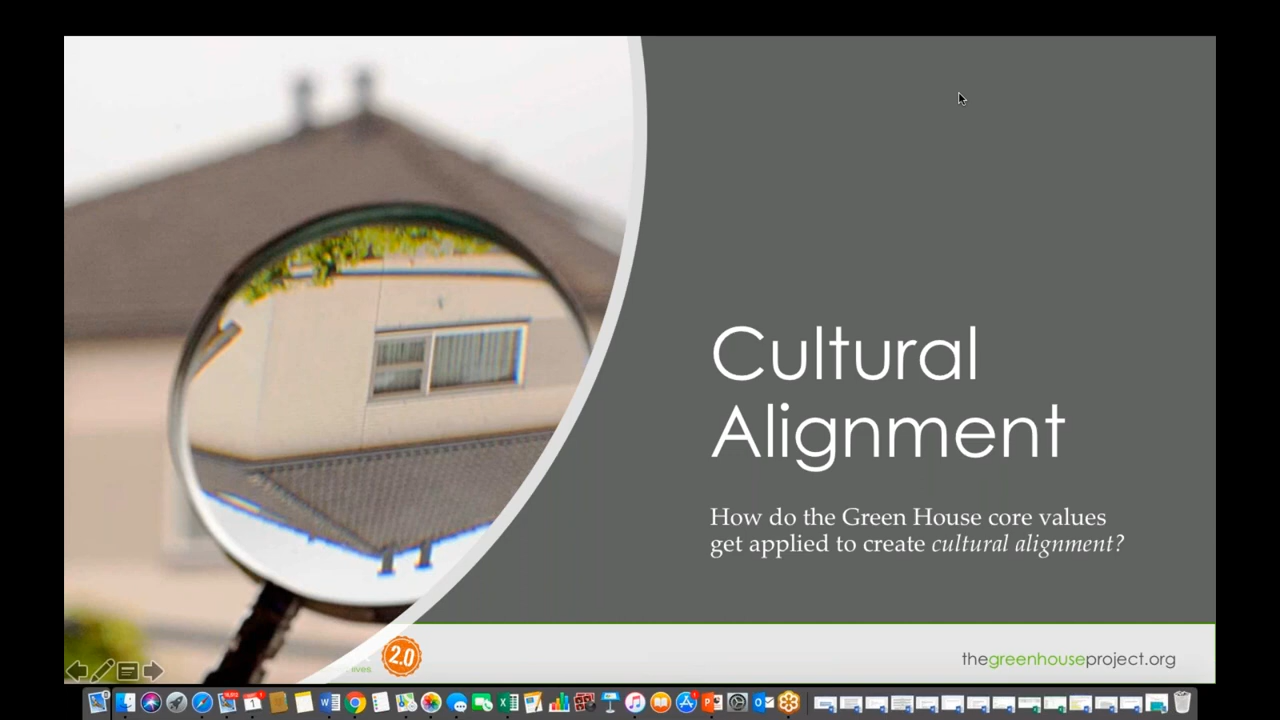 Cultural
Alignment
How do the Green House core values
get applied to create cultural alignment?
lives
2.0
thegreenhouseproject.org